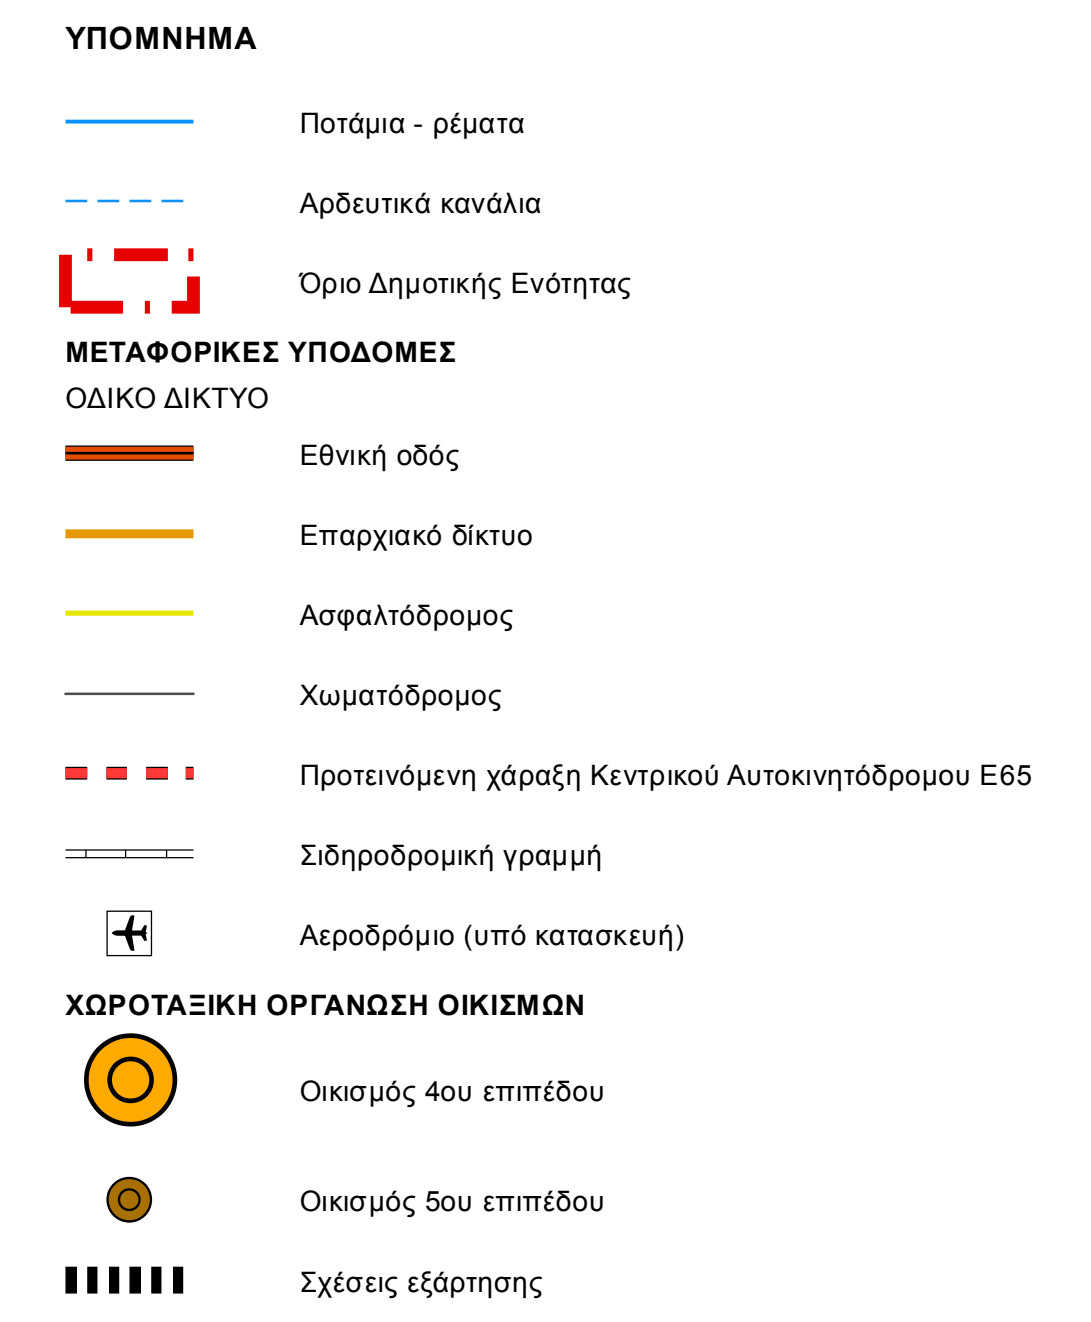 ΥΠΟΜΝΗΜΑ
Ποτάμια - ρέματα
Αρδευτικά κανάλια
Όριο Δημοτικής Ενότητας
ΜΕΤΑΦΟΡΙΚΕΣ ΥΠΟΔΟΜΕΣ
ΟΔΙΚΟ ΔΙΚΤΥΟ
Εθνική οδός
Επαρχιακό δίκτυο
Ασφαλτόδρομος
Χωματόδρομος
Προτεινόμενη χάραξη Κεντρικού Αυτοκινητόδρομου Ε65
Σιδηροδρομική γραμμή
Αεροδρόμιο (υπό κατασκευή)
ΧΩΡΟΤΑΞΙΚΗ ΟΡΓΑΝΩΣΗ ΟΙΚΙΣΜΩΝ
Οικισμός 4ου επιπέδου
Οικισμός 5ου επιπέδου
Σχέσεις εξάρτησης